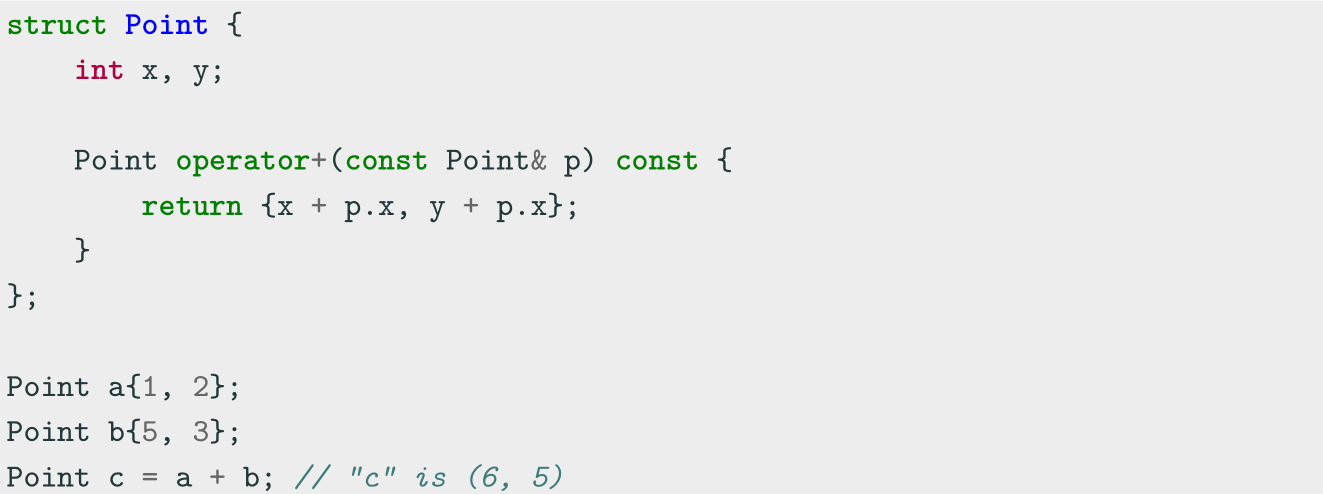 struct Point {
    int x, y;

    Point operator+(const Point& p) const {
        return {x + p.x, y + p.x};
    }
};

Point a{1, 2};
Point b{5, 3};
Point c = a + b; // "c" is (6, 5)